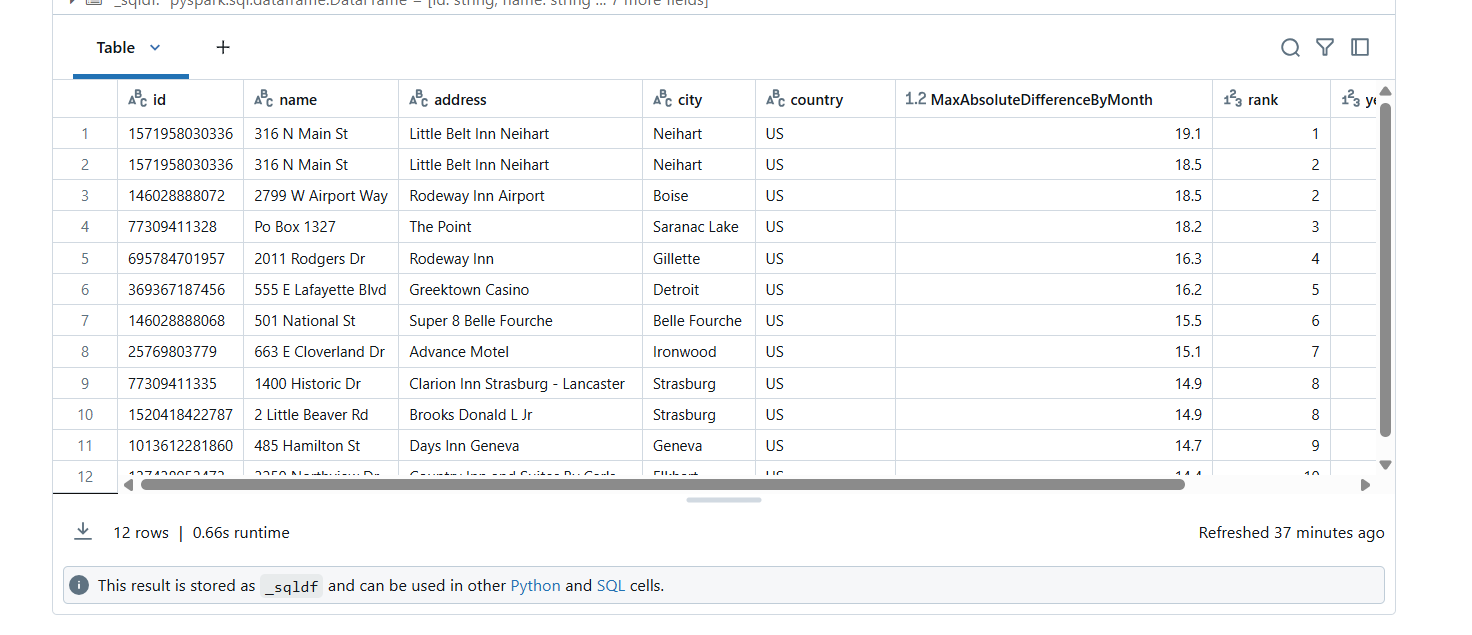 _sqldf: pyspark.sql.dataframe.DataFrame = [id: string, name: string ... 7 more fields]
Table +
id name address city country 1.2 MaxAbsoluteDifferenceByMonth rank
1 1571958030336 316 N Main St Little Belt Inn Neihart Neihart US 19.1 1
2 1571958030336 316 N Main St Little Belt Inn Neihart Neihart US 18.5 2
3 146028888072 2799 W Airport Way Rodeway Inn Airport Boise US 18.5 2
4 77309411328 Po Box 1327 The Point Saranac Lake US 18.2 3
5 695784701957 2011 Rodgers Dr Rodeway Inn Gillette US 16.3 4
6 369367187456 555 E Lafayette Blvd Greektown Casino Detroit US 16.2 5
7 146028888068 501 National St Super 8 Belle Fourche Belle Fourche US 15.5 6
8 25769803779 663 E Cloverland Dr Advance Motel Ironwood US 15.1 7
9 77309411335 1400 Historic Dr Clarion Inn Strasburg - Lancaster Strasburg US 14.9 8
10 1520418422787 2 Little Beaver Rd Brooks Donald L Jr Strasburg US 14.9 8
11 1013612281860 485 Hamilton St Days Inn Geneva Geneva US 14.7 9
12 Elkhart US 14.4 10
12 rows | 0.66s runtime Refreshed 37 minutes ago
This result is stored as _sqldf and can be used in other Python and SQL cells.